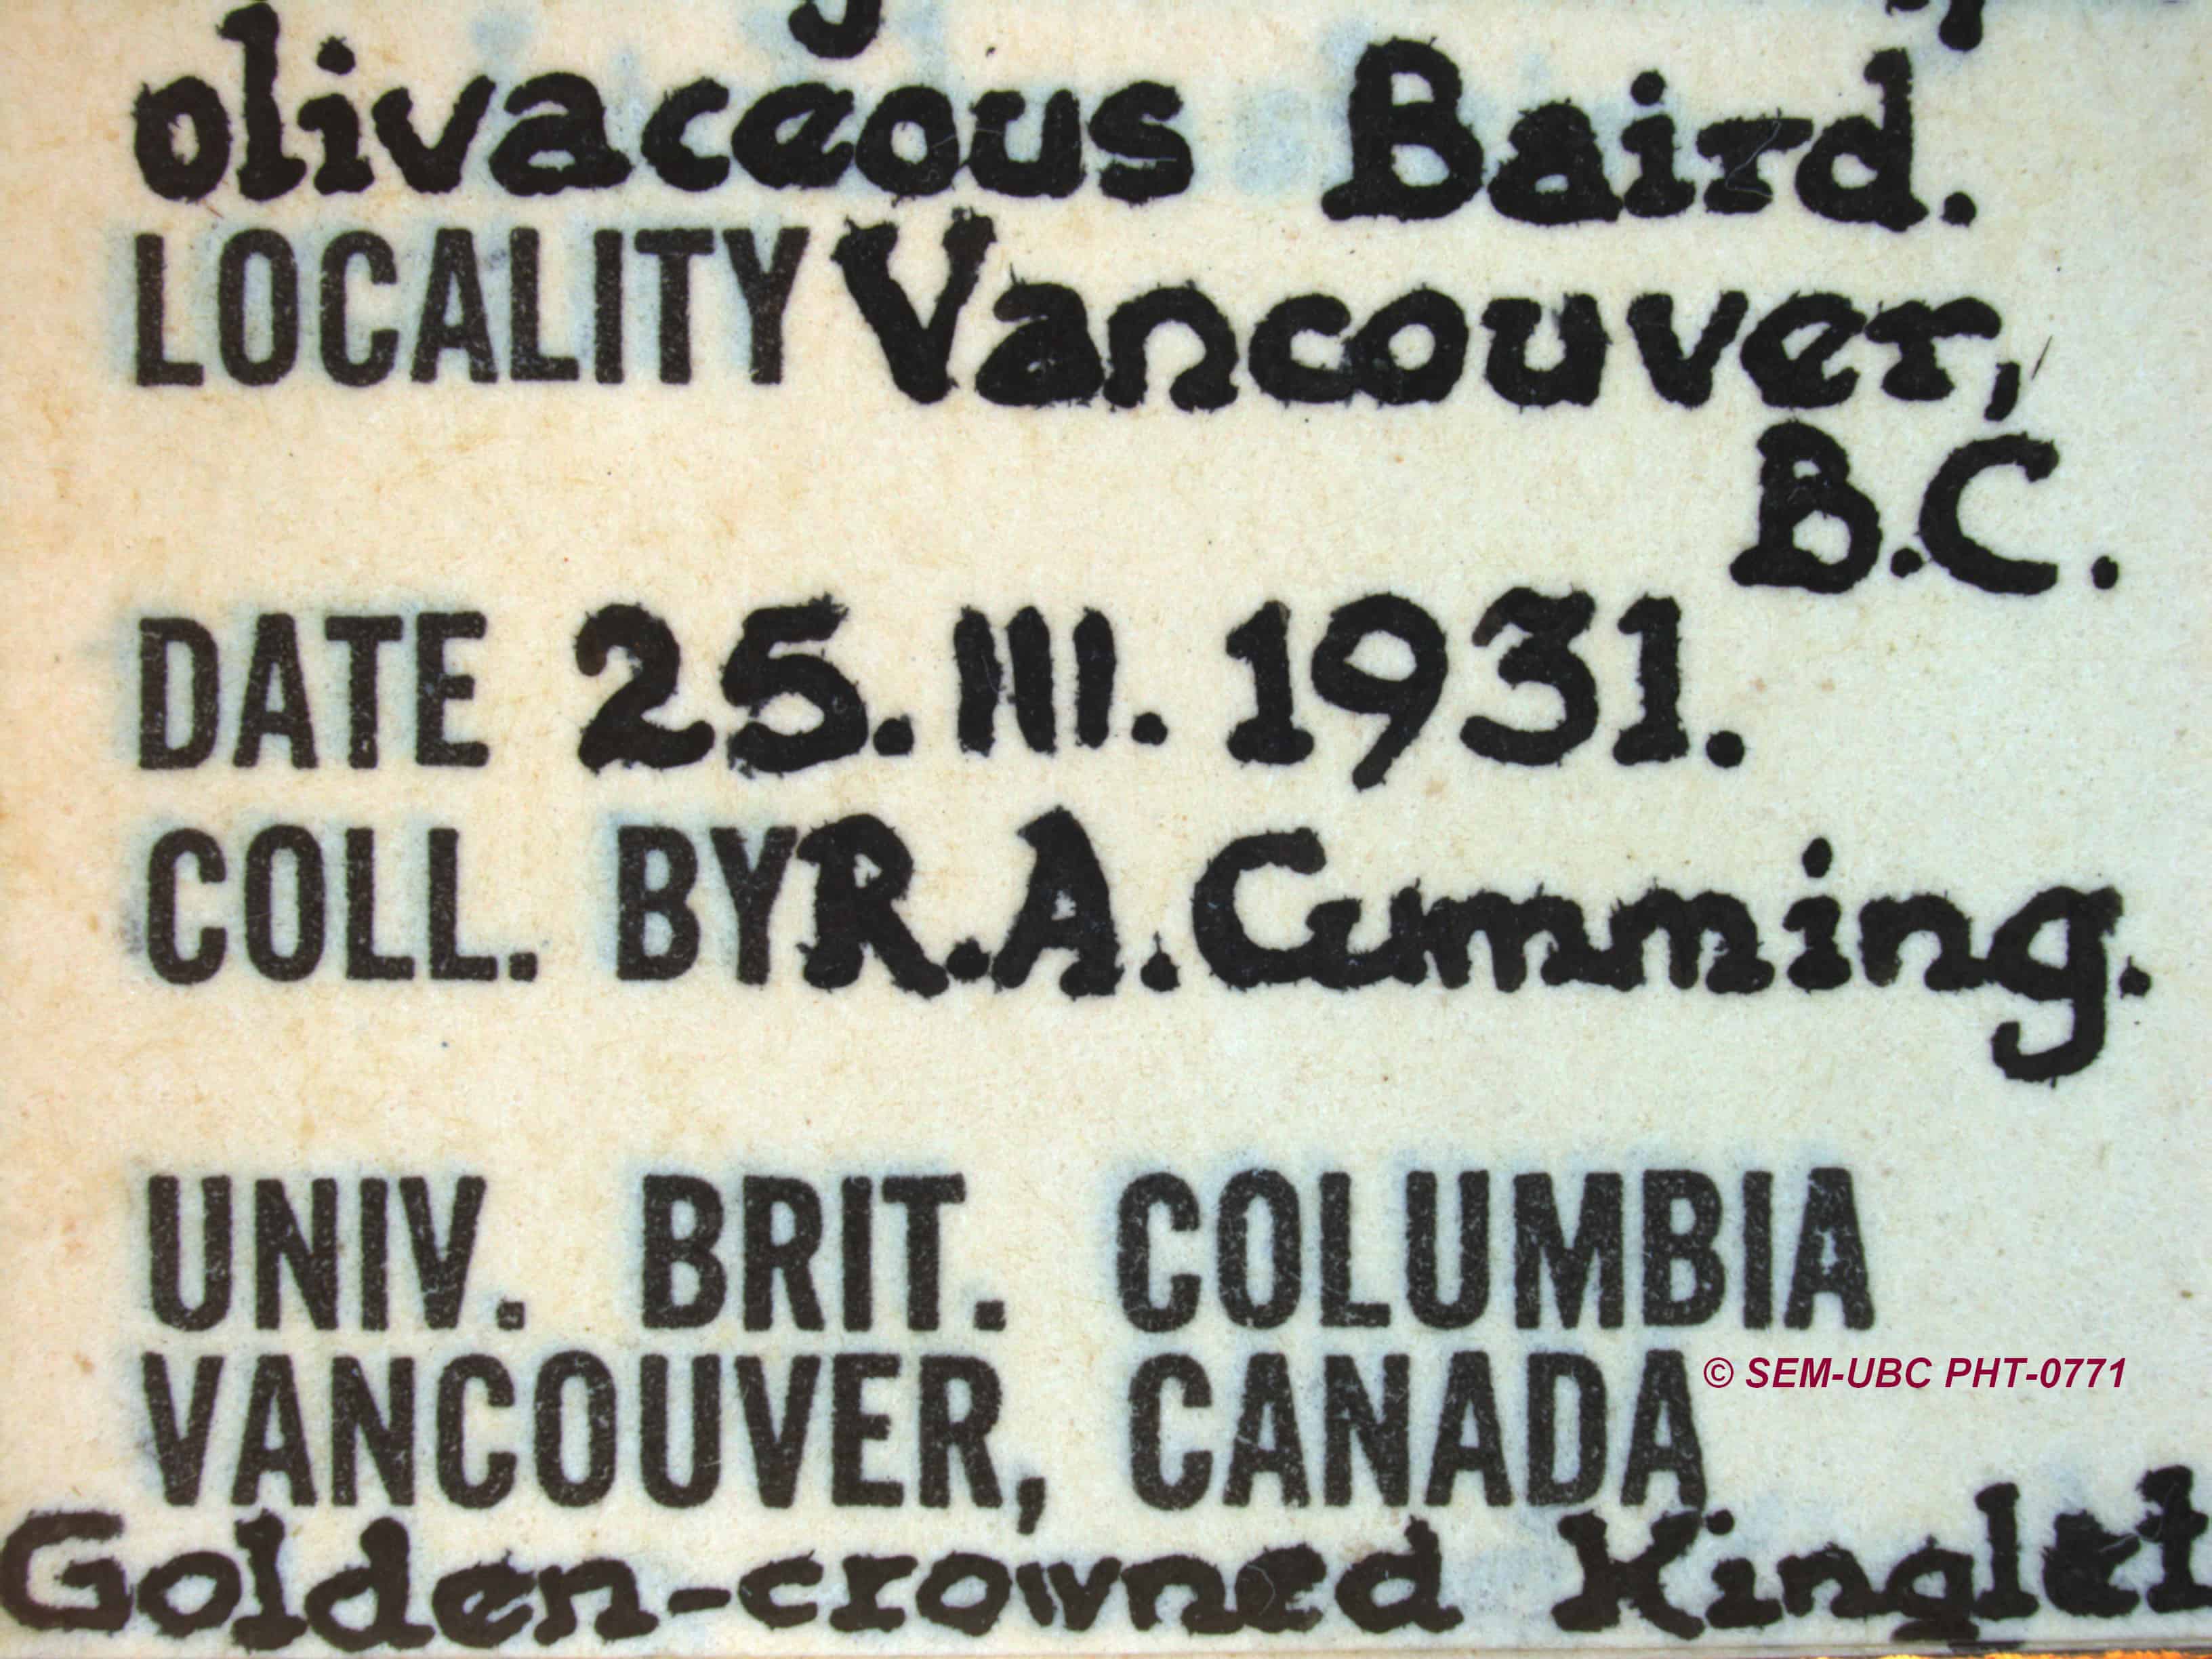 olivaceous Baird.
LOCALITY Vancouver,
B.C.
DATE 25. III. 1931.
COLL. BY R.A. Cumming.
UNIV. BRIT. COLUMBIA
VANCOUVER, CANADA
© SEM-UBC PHT-0771
Golden-crowned Kinglet